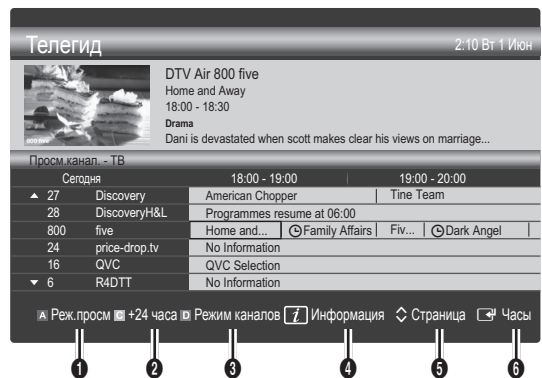 Телегид 2:10 Вт 1 Июн
DTV Air 800 five
Home and Away
18:00 - 18:30
Drama
Dani is devastated when scott makes clear his views on marriage...
Просм.канал. - ТВ
Сегодня 18:00 - 19:00 19:00 - 20:00
▲ 27 Discovery American Chopper Tine Team
28 DiscoveryH&L Programmes resume at 06:00
800 five Home and... Family Affairs Fiv... Dark Angel
24 price-drop.tv No Information
16 QVC QVC Selection
▼ 6 R4DTT No Information
A Реж.просм C +24 часа D Режим каналов i Информация Страница Часы
1 2 3 4 5 6